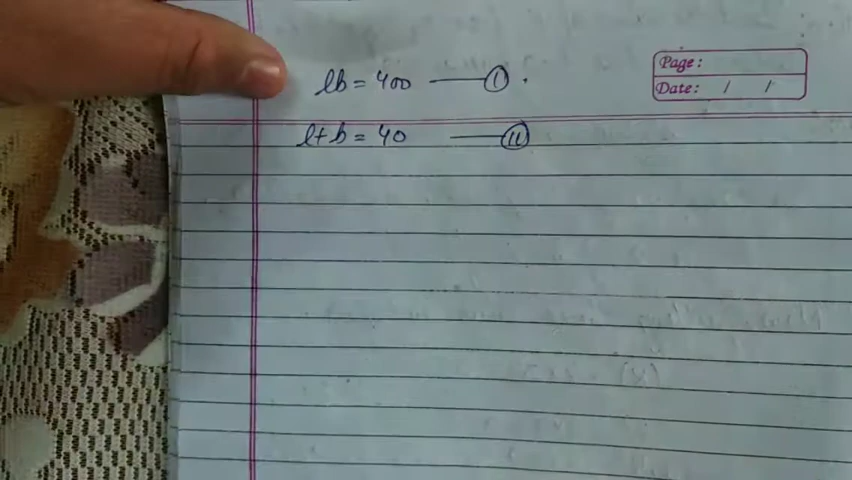 lb = 400 —— (I) .
Page:
Date: / /
l + b = 40 —— (II)